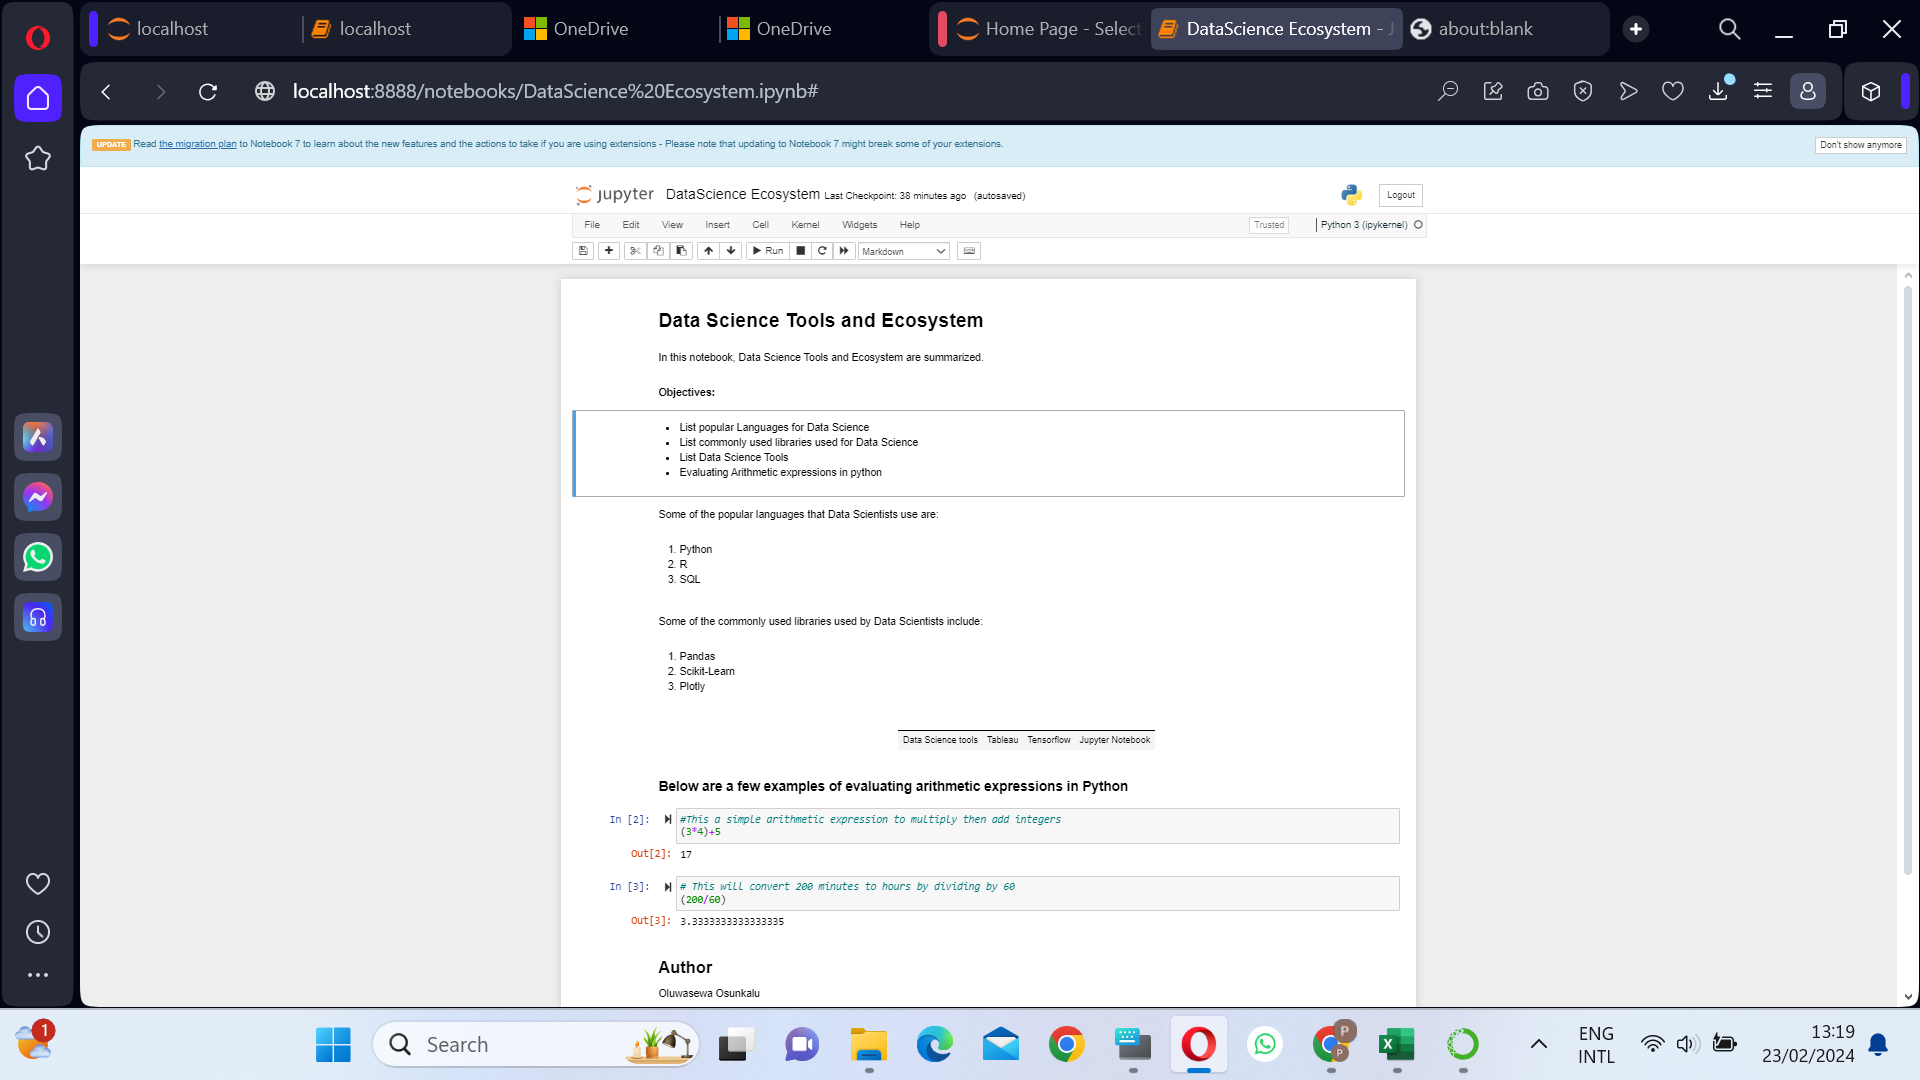 localhost
localhost
OneDrive
OneDrive
Home Page - Select
DataScience Ecosystem - J
about:blank
localhost:8888/notebooks/DataScience%20Ecosystem.ipynb#
UPDATE Read the migration plan to Notebook 7 to learn about the new features and the actions to take if you are using extensions - Please note that updating to Notebook 7 might break some of your extensions.
Don't show anymore
jupyter DataScience Ecosystem Last Checkpoint: 38 minutes ago (autosaved)
Logout
File Edit View Insert Cell Kernel Widgets Help
Trusted
Python 3 (ipykernel)
Run
Markdown
Data Science Tools and Ecosystem
In this notebook, Data Science Tools and Ecosystem are summarized.
Objectives:
• List popular Languages for Data Science
• List commonly used libraries used for Data Science
• List Data Science Tools
• Evaluating Arithmetic expressions in python
Some of the popular languages that Data Scientists use are:
1. Python
2. R
3. SQL
Some of the commonly used libraries used by Data Scientists include:
1. Pandas
2. Scikit-Learn
3. Plotly
Data Science tools Tableau Tensorflow Jupyter Notebook
Below are a few examples of evaluating arithmetic expressions in Python
In [2]: #This a simple arithmetic expression to multiply then add integers
(3*4)+5
Out[2]: 17
In [3]: # This will convert 200 minutes to hours by dividing by 60
(200/60)
Out[3]: 3.3333333333333335
Author
Oluwasewa Osunkalu
1
Search
P
P
X
ENG
INTL
13:19
23/02/2024